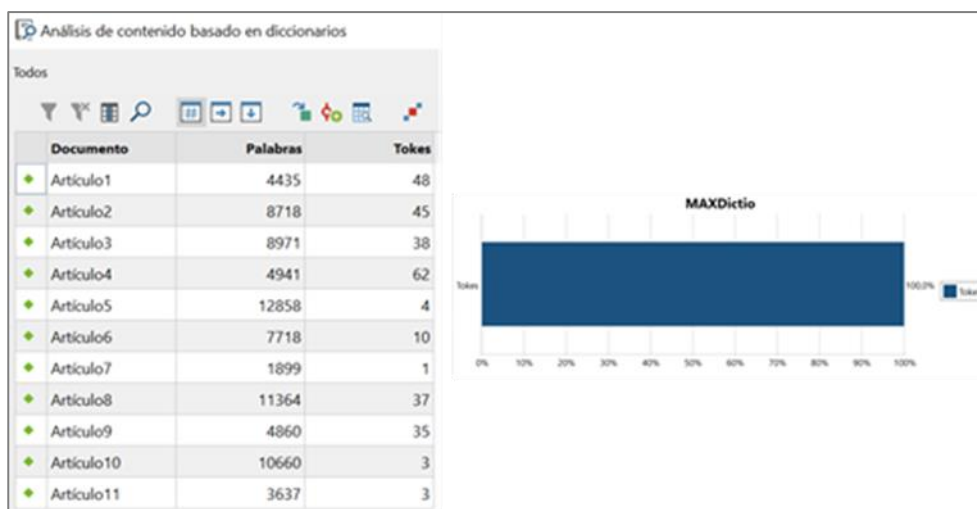 Análisis de contenido basado en diccionarios
Todos
Documento Palabras Tokes
Artículo1 4435 48
Artículo2 8718 45
Artículo3 8971 38
Artículo4 4941 62
Artículo5 12858 4
Artículo6 7718 10
Artículo7 1899 1
Artículo8 11364 37
Artículo9 4860 35
Artículo10 10660 3
Artículo11 3637 3
MAXDictio
Tokes
100,0%
Tokes
0% 10% 20% 30% 40% 50% 60% 70% 80% 90% 100%